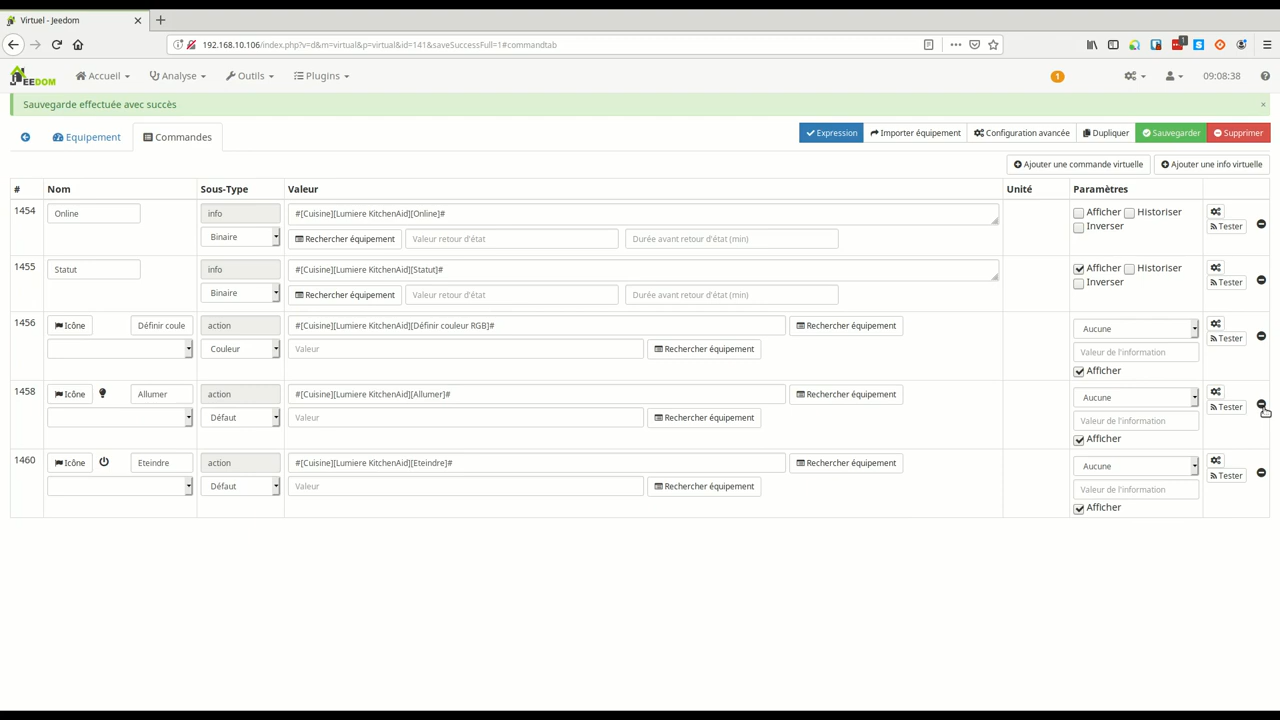 Virtuel - Jeedom
192.168.10.106/index.php?v=d&m=virtual&p=virtual&id=141&saveSuccessFull=1#commandtab
1
JEEDOM Accueil Analyse Outils Plugins 1 09:08:38
Sauvegarde effectuée avec succès ×
Equipement Commandes Expression Importer équipement Configuration avancée Dupliquer Sauvegarder Supprimer
Ajouter une commande virtuelle Ajouter une info virtuelle
# Nom Sous-Type Valeur Unité Paramètres
1454 Online info #[Cuisine][Lumiere KitchenAid][Online]# Afficher Historiser
Binaire Rechercher équipement Valeur retour d'état Durée avant retour d'état (min) Inverser Tester
1455 Statut info #[Cuisine][Lumiere KitchenAid][Statut]# Afficher Historiser
Binaire Rechercher équipement Valeur retour d'état Durée avant retour d'état (min) Inverser Tester
1456 Icône Définir coule action #[Cuisine][Lumiere KitchenAid][Définir couleur RGB]# Rechercher équipement Aucune
Couleur Valeur Rechercher équipement Valeur de l'information Tester
Afficher
1458 Icône Allumer action #[Cuisine][Lumiere KitchenAid][Allumer]# Rechercher équipement Aucune
Défaut Valeur Rechercher équipement Valeur de l'information Tester
Afficher
1460 Icône Eteindre action #[Cuisine][Lumiere KitchenAid][Eteindre]# Rechercher équipement Aucune
Défaut Valeur Rechercher équipement Valeur de l'information Tester
Afficher